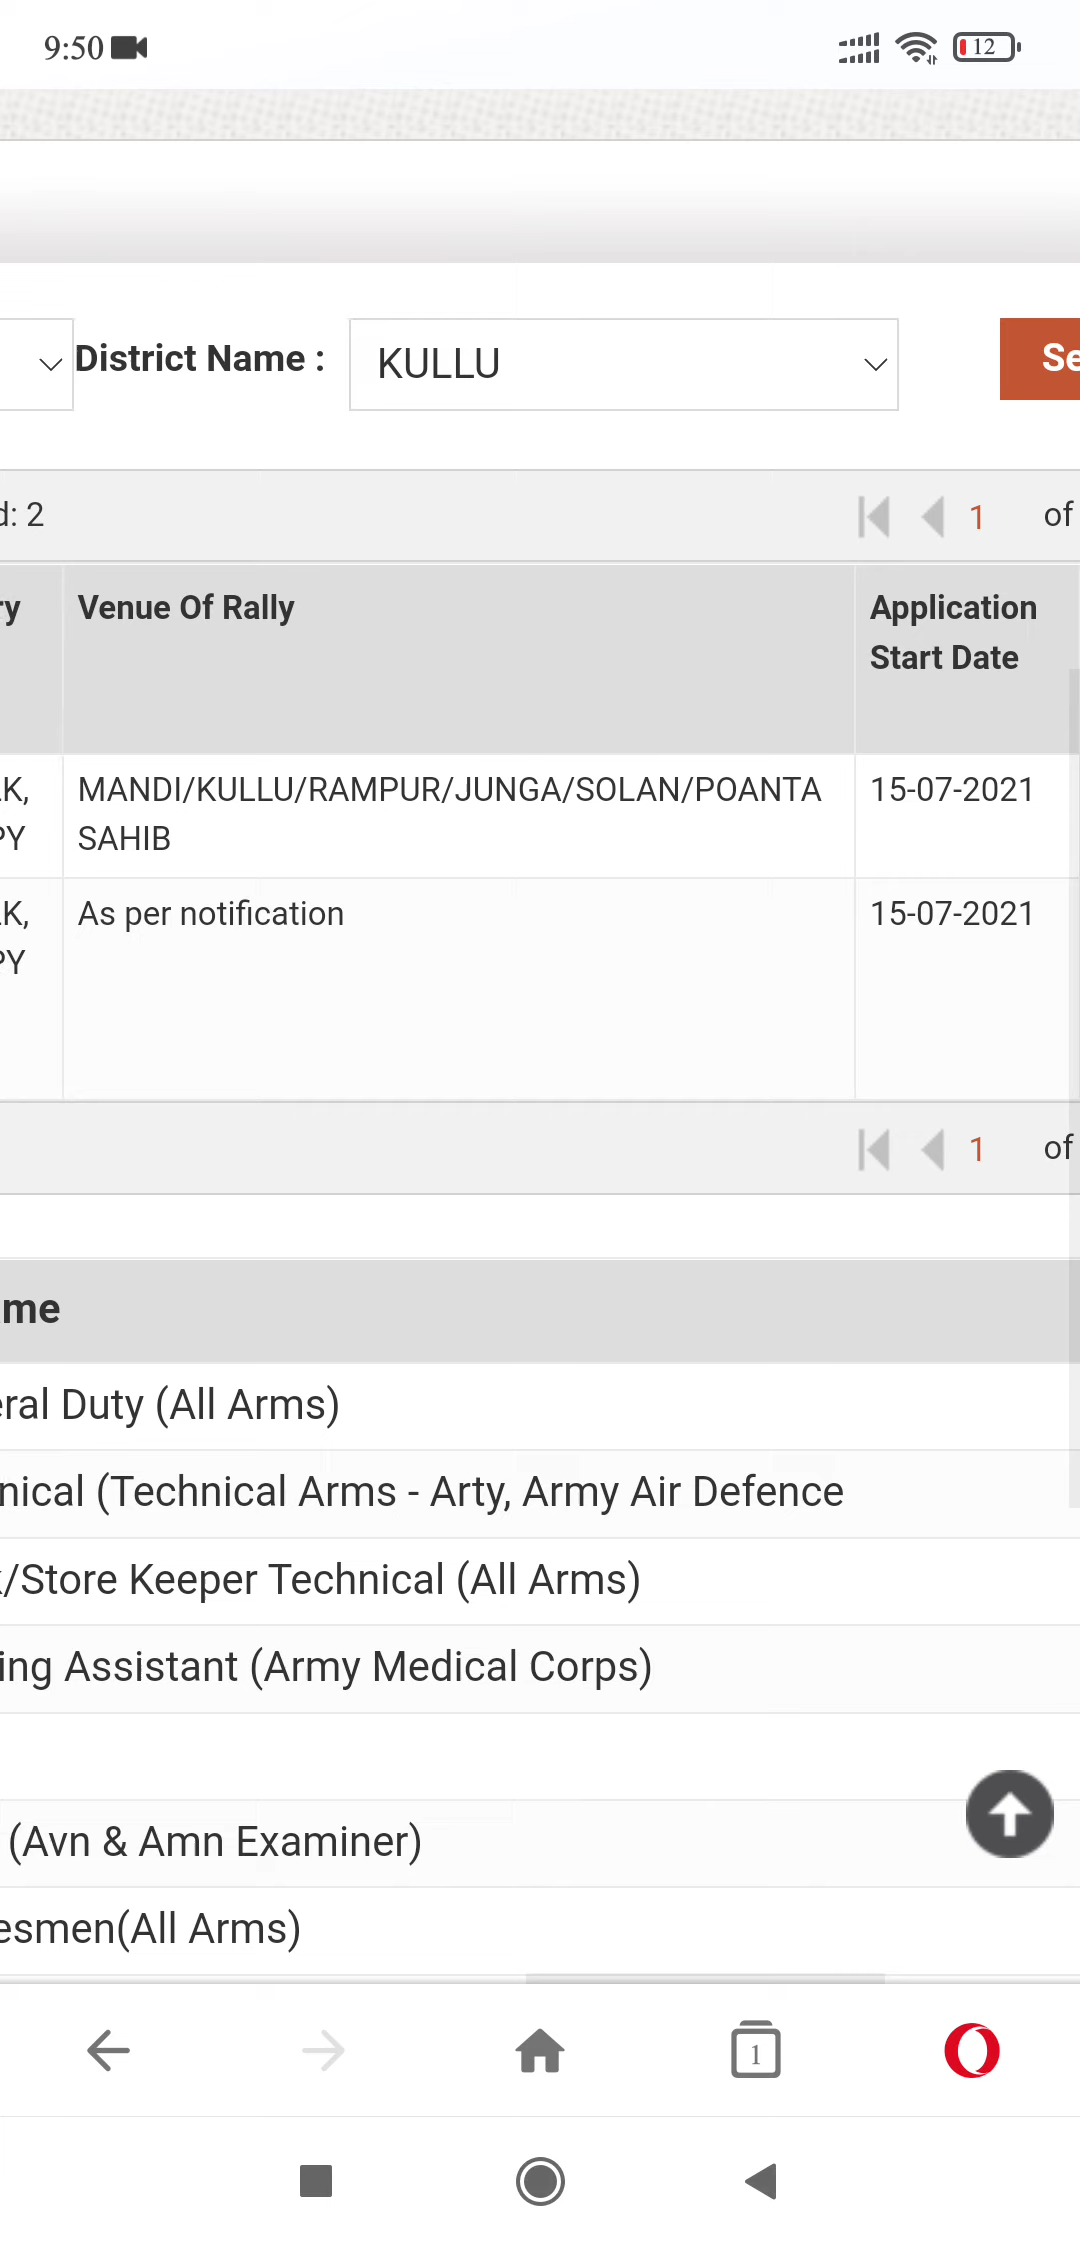 9:50
12
District Name :
KULLU
Se
d: 2
1
of
ry
Venue Of Rally
Application
Start Date
K,
MANDI/KULLU/RAMPUR/JUNGA/SOLAN/POANTA
15-07-2021
PY
SAHIB
K,
As per notification
15-07-2021
PY
1
of
me
eral Duty (All Arms)
nical (Technical Arms - Arty, Army Air Defence
/Store Keeper Technical (All Arms)
ing Assistant (Army Medical Corps)
(Avn & Amn Examiner)
esmen(All Arms)
1